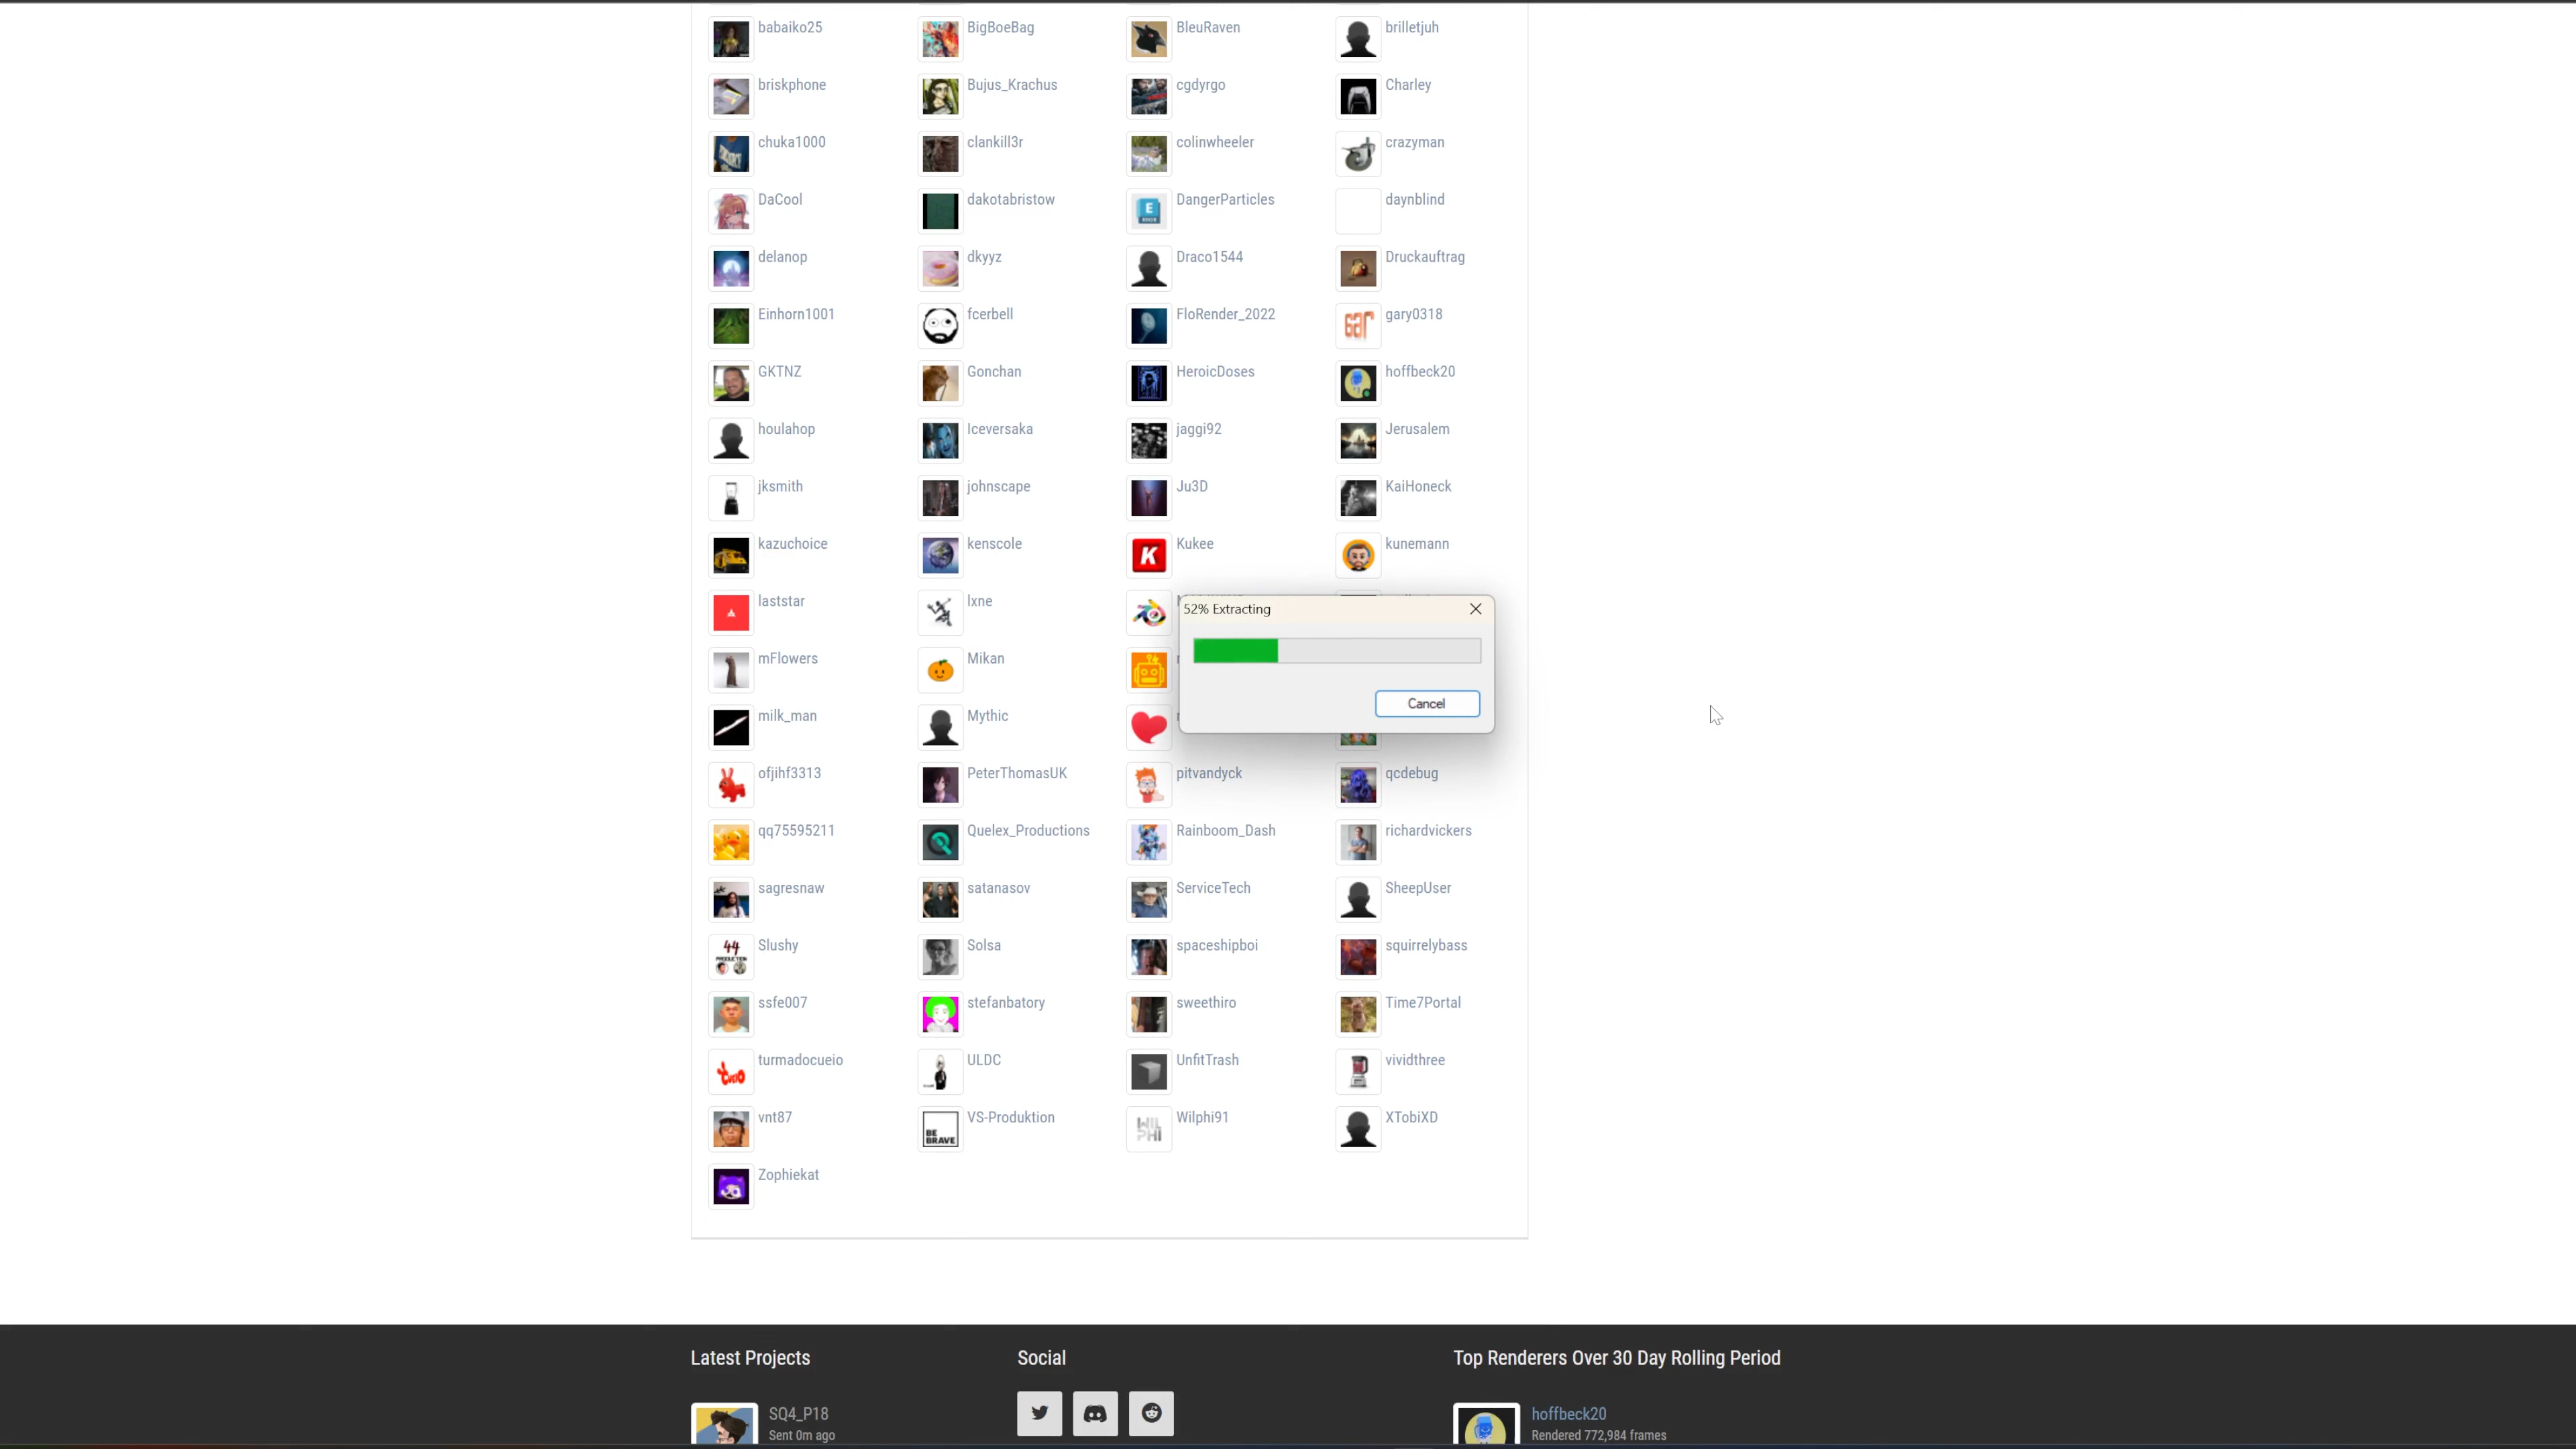 babaiko25 BigBoeBag BleuRaven brilletjuh
briskphone Bujus_Krachus cgdyrgo Charley
chuka1000 clankill3r colinwheeler crazyman
DaCool dakotabristow DangerParticles daynblind
delanop dkyyz Draco1544 Druckauftrag
Einhorn1001 fcerbell FloRender_2022 gary0318
GKTNZ Gonchan HeroicDoses hoffbeck20
houlahop Iceversaka jaggi92 Jerusalem
jksmith johnscape Ju3D KaiHoneck
kazuchoice kenscole Kukee kunemann
laststar lxne
52% Extracting
mFlowers Mikan
Cancel
milk_man Mythic
ofjihf3313 PeterThomasUK pitvandyck qcdebug
qq75595211 Quelex_Productions Rainboom_Dash richardvickers
sagresnaw satanasov ServiceTech SheepUser
Slushy Solsa spaceshipboi squirrelybass
ssfe007 stefanbatory sweethiro Time7Portal
turmadocueio ULDC UnfitTrash vividthree
vnt87 VS-Produktion Wilphi91 XTobiXD
BE
BRAVE
Zophiekat
Latest Projects Social Top Renderers Over 30 Day Rolling Period
SQ4_P18 hoffbeck20
Sent 0m ago Rendered 772,984 frames